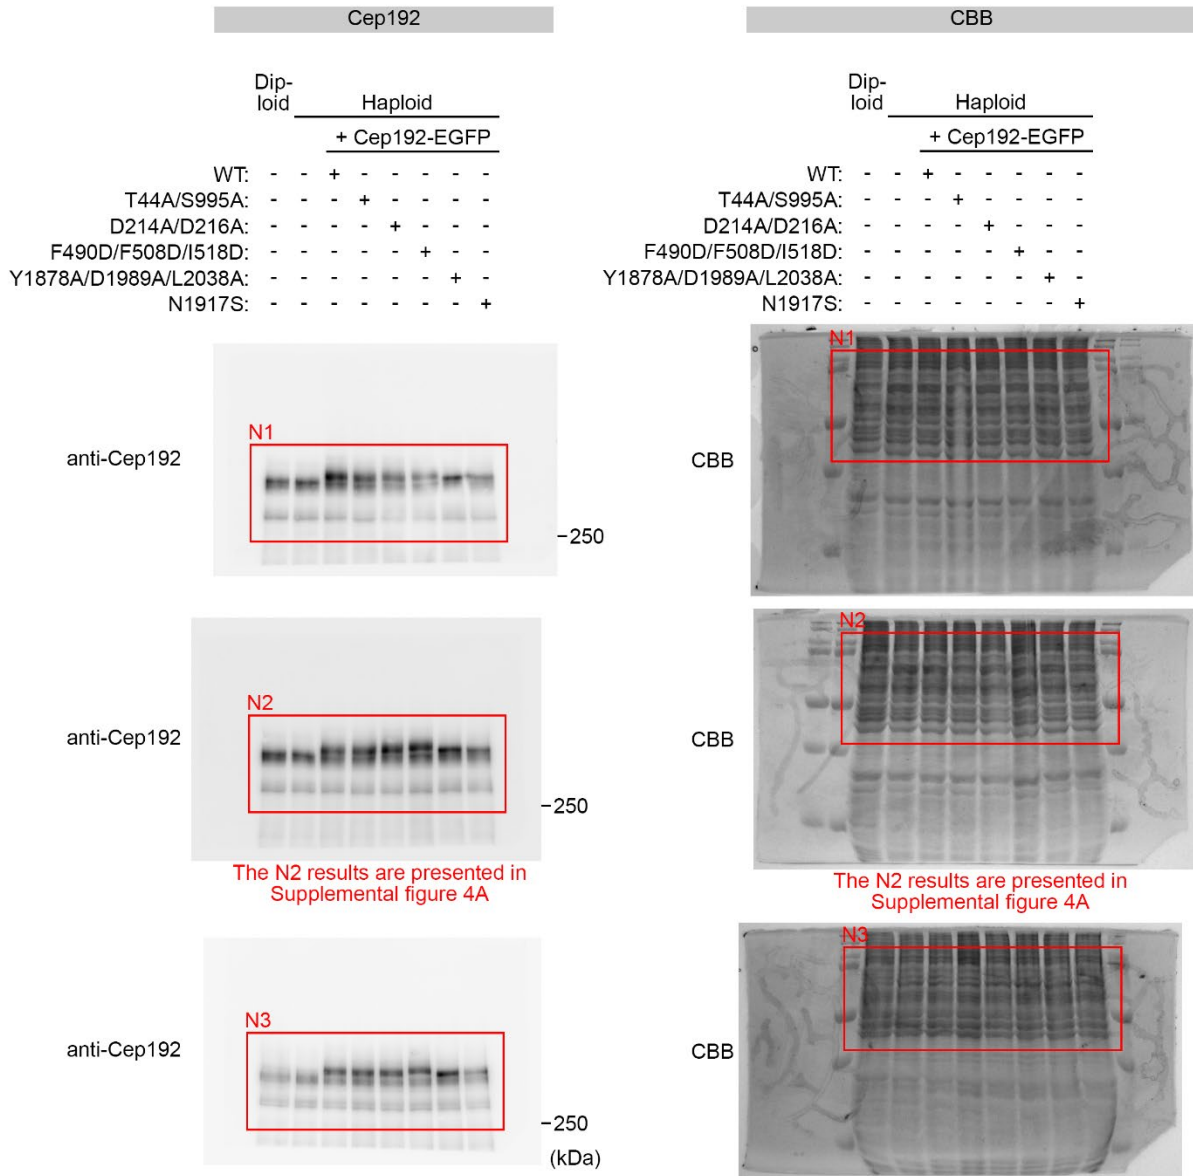 Cep192
Dip-
loid
Haploid
+ Cep192-EGFP
WT: - - + - - - - -
T44A/S995A: - - - + - - - -
D214A/D216A: - - - - + - - -
F490D/F508D/I518D: - - - - - + - -
Y1878A/D1989A/L2038A: - - - - - - + -
N1917S: - - - - - - - +
anti-Cep192
N1
-250
anti-Cep192
N2
-250
The N2 results are presented in
Supplemental figure 4A
anti-Cep192
N3
-250
(kDa)
CBB
Dip-
loid
Haploid
+ Cep192-EGFP
WT: - - + - - - - -
T44A/S995A: - - - + - - - -
D214A/D216A: - - - - + - - -
F490D/F508D/I518D: - - - - - + - -
Y1878A/D1989A/L2038A: - - - - - - + -
N1917S: - - - - - - - +
CBB
N1
CBB
N2
The N2 results are presented in
Supplemental figure 4A
CBB
N3